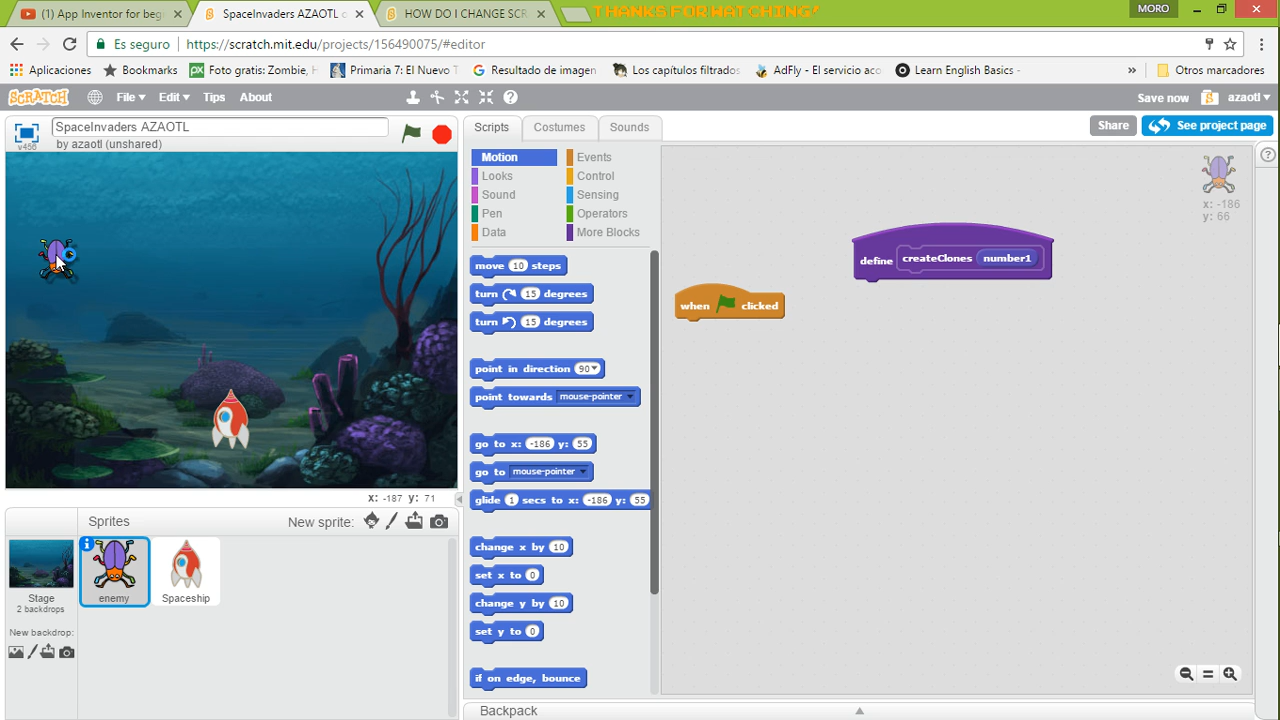 THANKS FOR WATCHING!
(1) App Inventor for begi
SpaceInvaders AZAOTL o
HOW DO I CHANGE SCR
MORO
Es seguro
https://scratch.mit.edu/projects/156490075/#editor
Aplicaciones
Bookmarks
Foto gratis: Zombie, H
Primaria 7: El Nuevo T
Resultado de imagen
Los capítulos filtrados
AdFly - El servicio aco
Learn English Basics -
»
Otros marcadores
SCRATCH
File
Edit
Tips
About
Save now
azaotl
SpaceInvaders AZAOTL
by azaotl (unshared)
v456
Scripts
Costumes
Sounds
Share
See project page
Motion
Looks
Sound
Pen
Data
Events
Control
Sensing
Operators
More Blocks
move 10 steps
turn 15 degrees
turn 15 degrees
point in direction 90
point towards mouse-pointer
go to x: -186 y: 55
go to mouse-pointer
glide 1 secs to x: -186 y: 55
change x by 10
set x to 0
change y by 10
set y to 0
if on edge, bounce
define createClones number1
when clicked
x: -186
y: 66
x: -187 y: 71
Sprites
New sprite:
Stage
2 backdrops
New backdrop:
enemy
Spaceship
Backpack